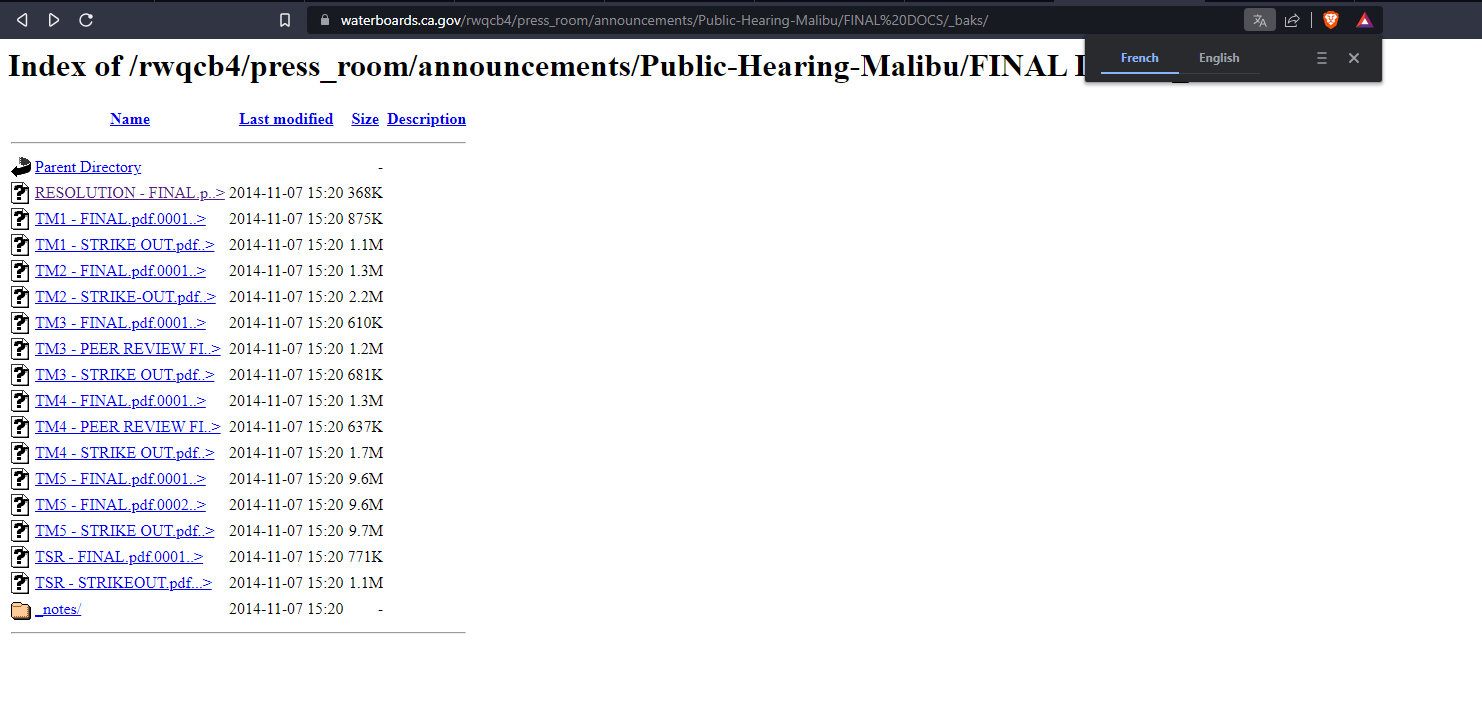 waterboards.ca.gov/rwqcb4/press_room/announcements/Public-Hearing-Malibu/FINAL%20DOCS/_baks/
French English
Index of /rwqcb4/press_room/announcements/Public-Hearing-Malibu/FINAL
Name Last modified Size Description
Parent Directory -
RESOLUTION - FINAL.p..> 2014-11-07 15:20 368K
TM1 - FINAL.pdf.0001..> 2014-11-07 15:20 875K
TM1 - STRIKE OUT.pdf..> 2014-11-07 15:20 1.1M
TM2 - FINAL.pdf.0001..> 2014-11-07 15:20 1.3M
TM2 - STRIKE-OUT.pdf..> 2014-11-07 15:20 2.2M
TM3 - FINAL.pdf.0001..> 2014-11-07 15:20 610K
TM3 - PEER REVIEW FI..> 2014-11-07 15:20 1.2M
TM3 - STRIKE OUT.pdf..> 2014-11-07 15:20 681K
TM4 - FINAL.pdf.0001..> 2014-11-07 15:20 1.3M
TM4 - PEER REVIEW FI..> 2014-11-07 15:20 637K
TM4 - STRIKE OUT.pdf..> 2014-11-07 15:20 1.7M
TM5 - FINAL.pdf.0001..> 2014-11-07 15:20 9.6M
TM5 - FINAL.pdf.0002..> 2014-11-07 15:20 9.6M
TM5 - STRIKE OUT.pdf..> 2014-11-07 15:20 9.7M
TSR - FINAL.pdf.0001..> 2014-11-07 15:20 771K
TSR - STRIKEOUT.pdf...> 2014-11-07 15:20 1.1M
_notes/ 2014-11-07 15:20 -